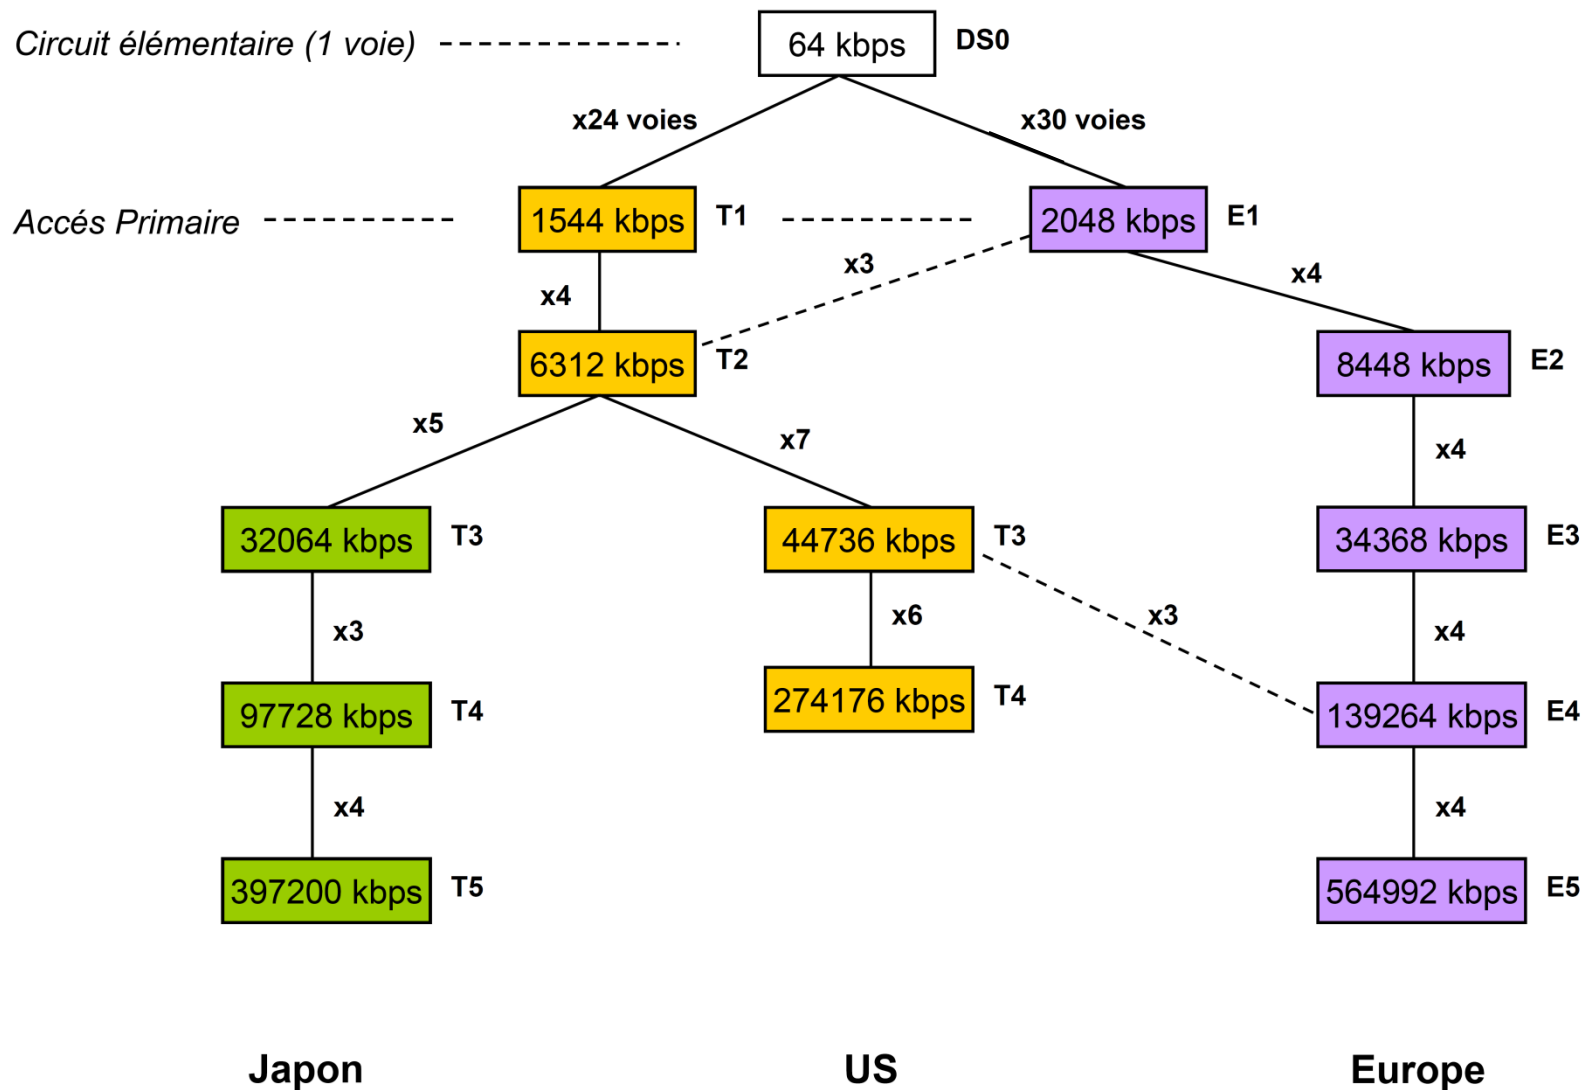 Circuit élémentaire (1 voie)
64 kbps
DS0
x24 voies
x30 voies
Accés Primaire
1544 kbps
T1
2048 kbps
E1
x3
x4
x4
6312 kbps
T2
8448 kbps
E2
x5
x7
x4
32064 kbps
T3
44736 kbps
T3
34368 kbps
E3
x3
x6
x3
x4
97728 kbps
T4
274176 kbps
T4
139264 kbps
E4
x4
x4
397200 kbps
T5
564992 kbps
E5
Japon
US
Europe